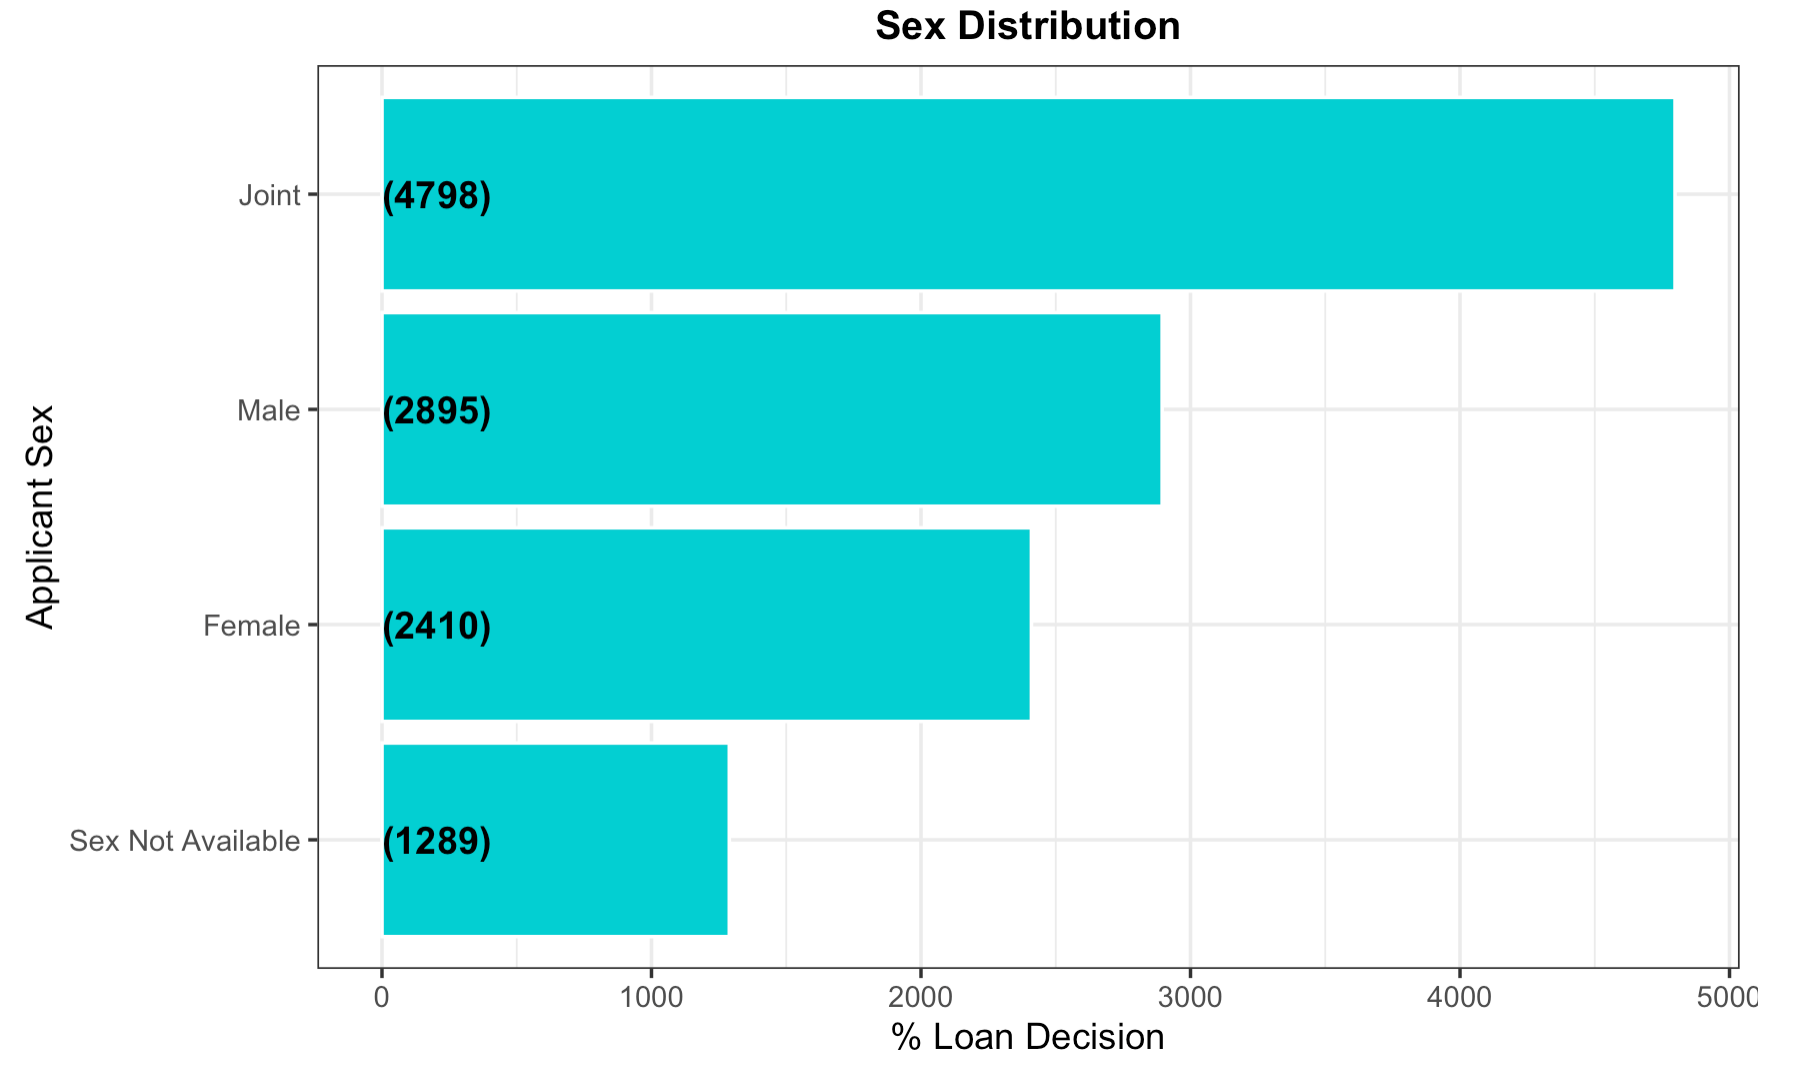 Sex Distribution
Applicant Sex
Joint
(4798)
Male
(2895)
Female
(2410)
Sex Not Available
(1289)
0 1000 2000 3000 4000 5000
% Loan Decision